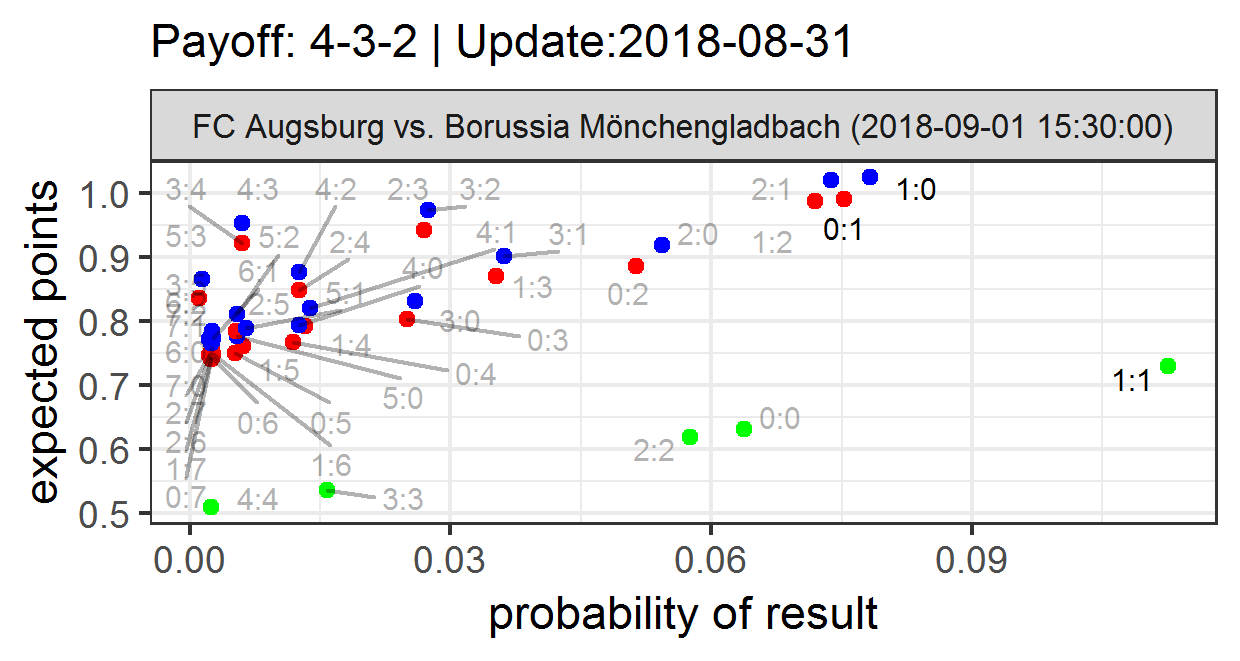 Payoff: 4-3-2 | Update:2018-08-31
FC Augsburg vs. Borussia Mönchengladbach (2018-09-01 15:30:00)
expected points
1.0
0.9
0.8
0.7
0.6
0.5
3:4 4:3 4:2 2:3 3:2 2:1 1:0
5:3 5:2 2:4 4:1 3:1 2:0 1:2 0:1
6:1 4:0 1:3 0:2
2:5 5:1
3:0
1:4 0:3
6:0 1:5 0:4
5:0 1:1
0:6 0:5 0:0
2:6 2:2
1:7 1:6
0:7 4:4 3:3
0.00 0.03 0.06 0.09
probability of result